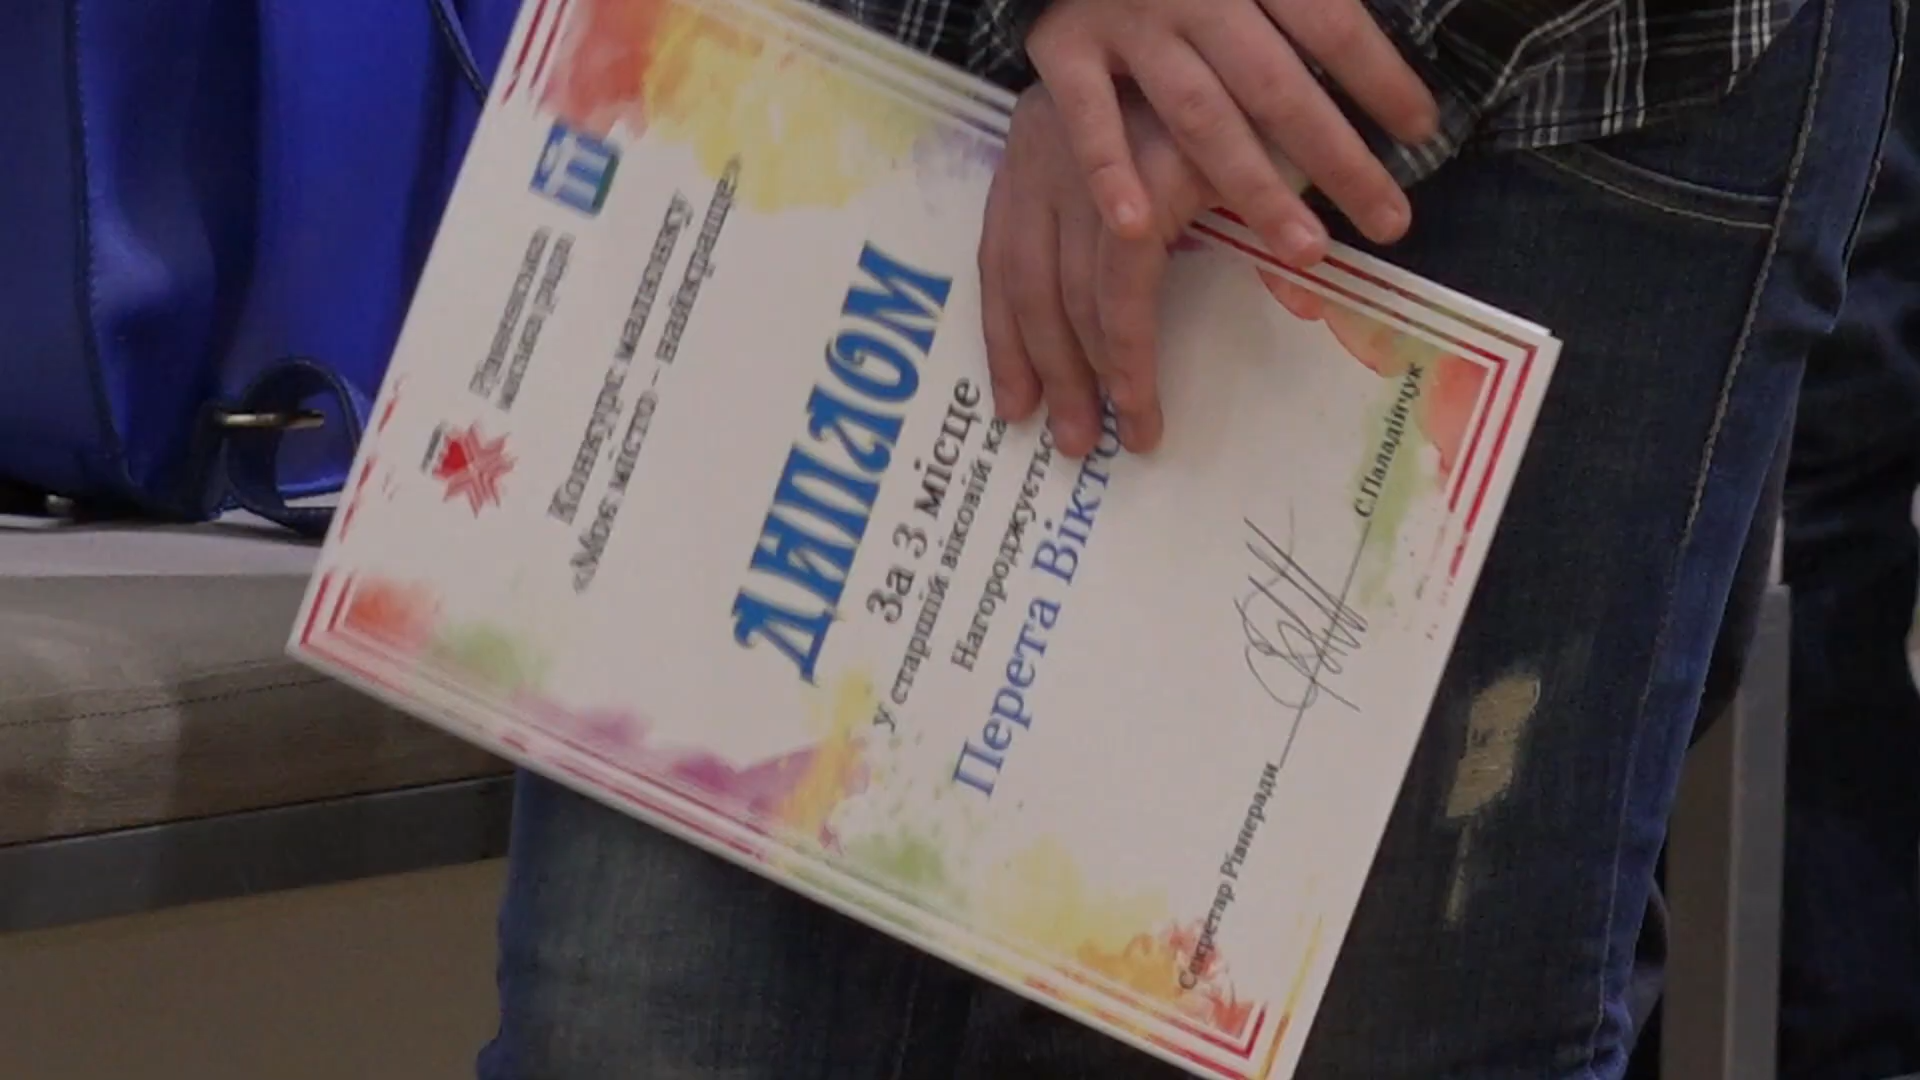 Рівненська
міська рада
Конкурс малюнку
«Моє місто – найкраще»
ДИПЛОМ
За 3 місце
у старшій віковій ка
Нагороджується
Перета Вікто
Секретар Рівнеради
С.Паладійчук